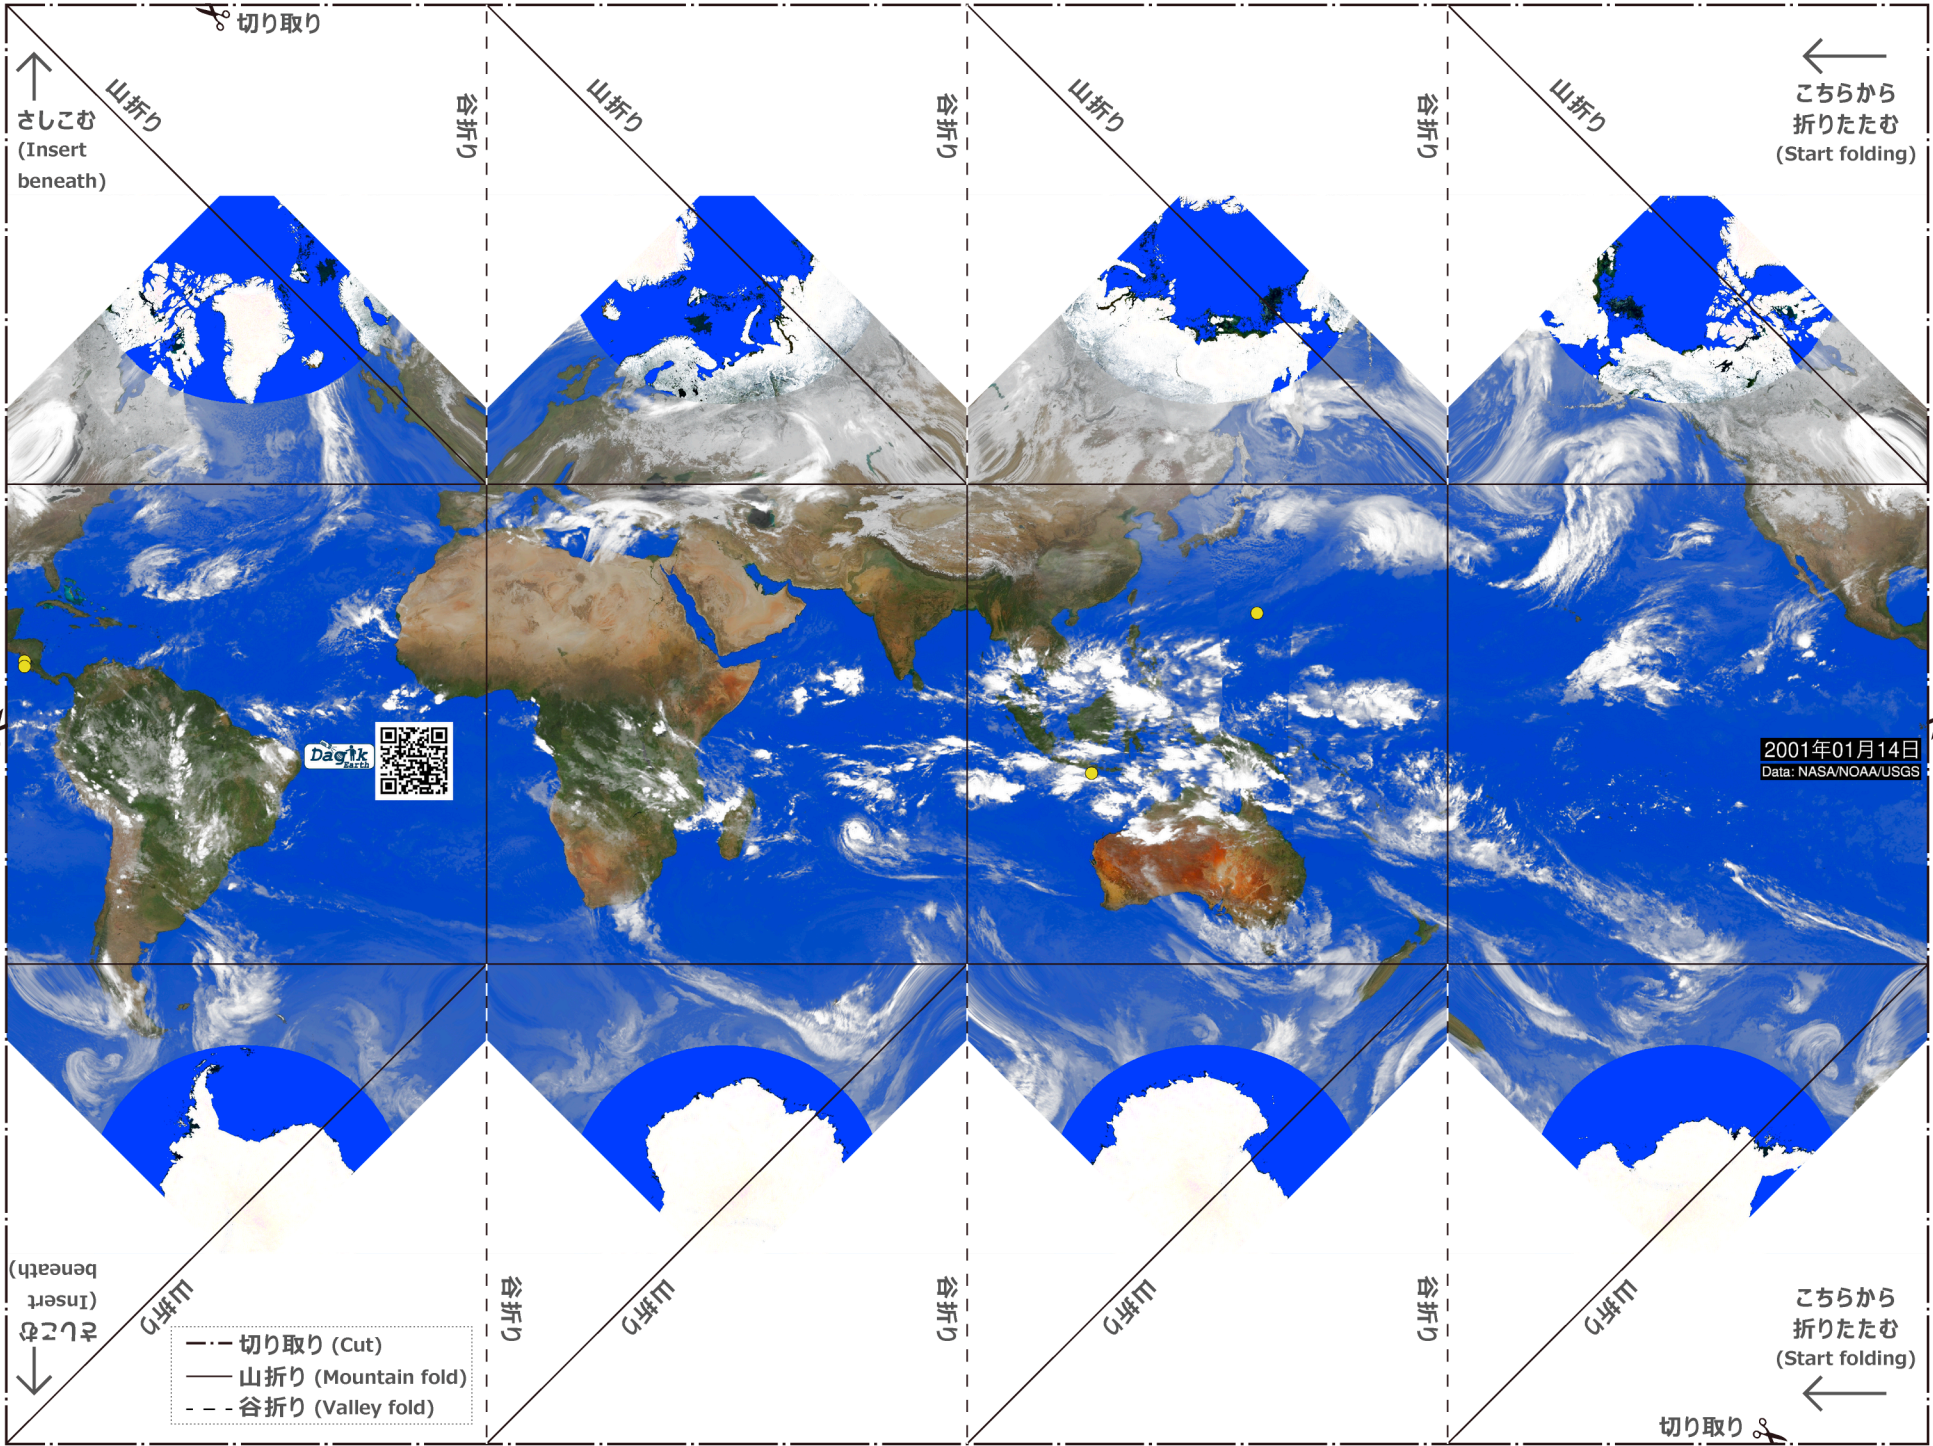 切り取り
山折り
谷折り
山折り
谷折り
山折り
谷折り
山折り
さしこむ
(Insert
beneath)
こちらから
折りたたむ
(Start folding)
Dagik
Earth
2001年01月14日
Data: NASA/NOAA/USGS
さしこむ
(Insert
beneath)
山折り
谷折り
山折り
谷折り
山折り
谷折り
山折り
切り取り (Cut)
山折り (Mountain fold)
谷折り (Valley fold)
こちらから
折りたたむ
(Start folding)
切り取り